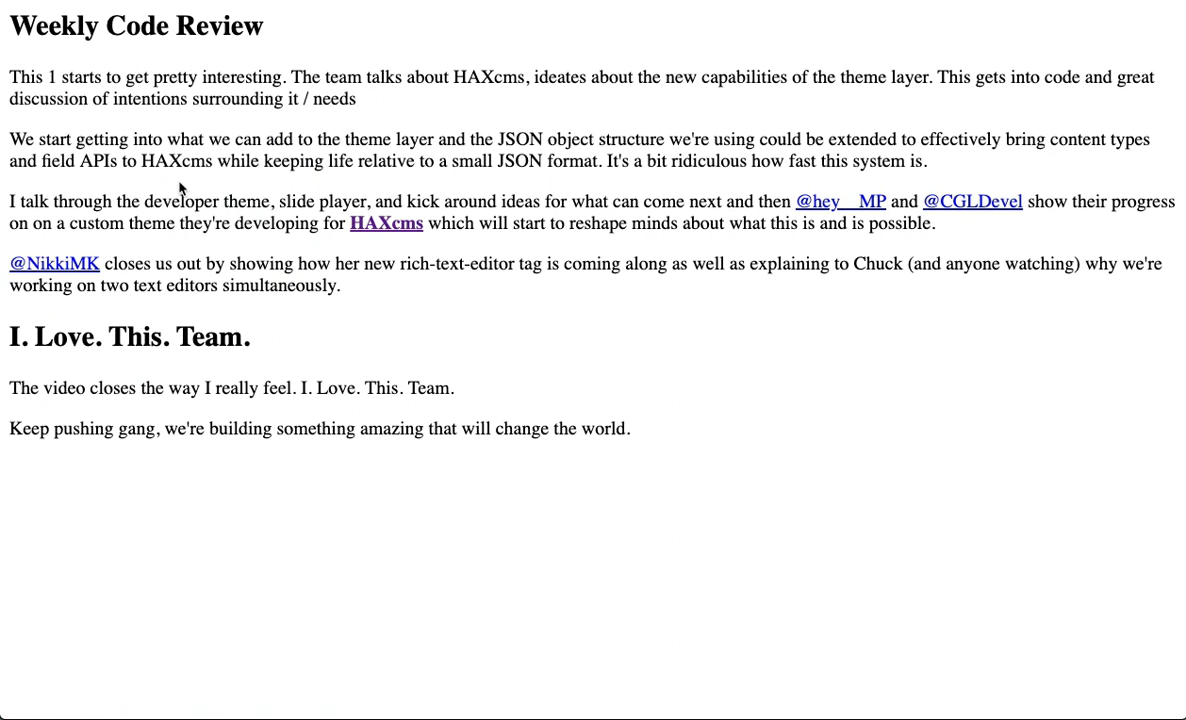 Weekly Code Review
This 1 starts to get pretty interesting. The team talks about HAXcms, ideates about the new capabilities of the theme layer. This gets into code and great
discussion of intentions surrounding it / needs
We start getting into what we can add to the theme layer and the JSON object structure we're using could be extended to effectively bring content types
and field APIs to HAXcms while keeping life relative to a small JSON format. It's a bit ridiculous how fast this system is.
I talk through the developer theme, slide player, and kick around ideas for what can come next and then @hey__MP and @CGLDevel show their progress
on on a custom theme they're developing for HAXcms which will start to reshape minds about what this is and is possible.
@NikkiMK closes us out by showing how her new rich-text-editor tag is coming along as well as explaining to Chuck (and anyone watching) why we're
working on two text editors simultaneously.
I. Love. This. Team.
The video closes the way I really feel. I. Love. This. Team.
Keep pushing gang, we're building something amazing that will change the world.